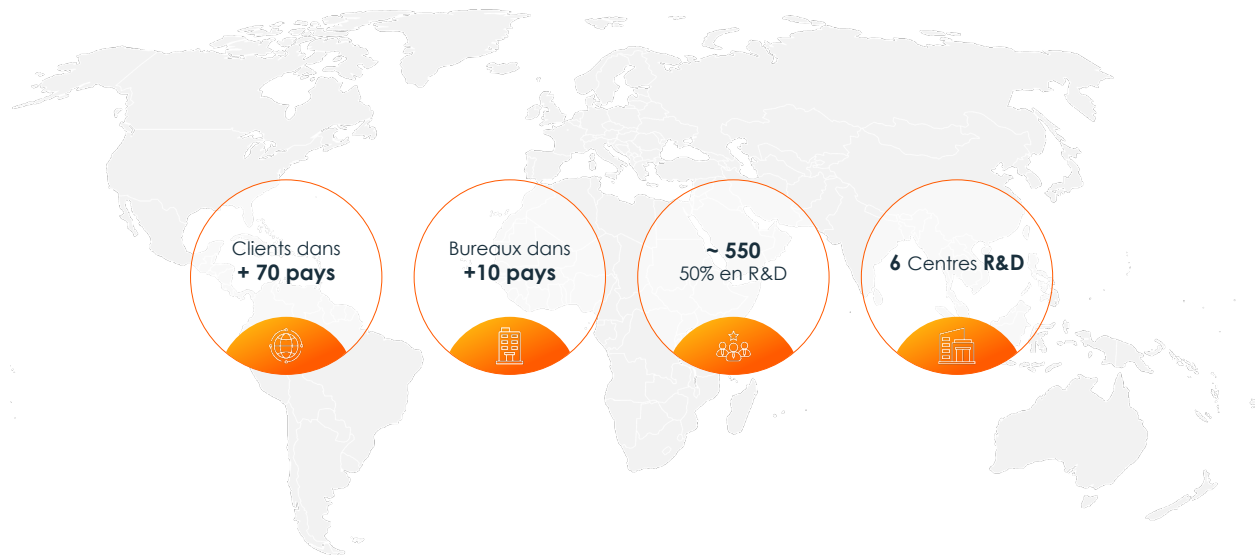 Clients dans
+ 70 pays
Bureaux dans
+10 pays
~ 550
50% en R&D
6 Centres R&D